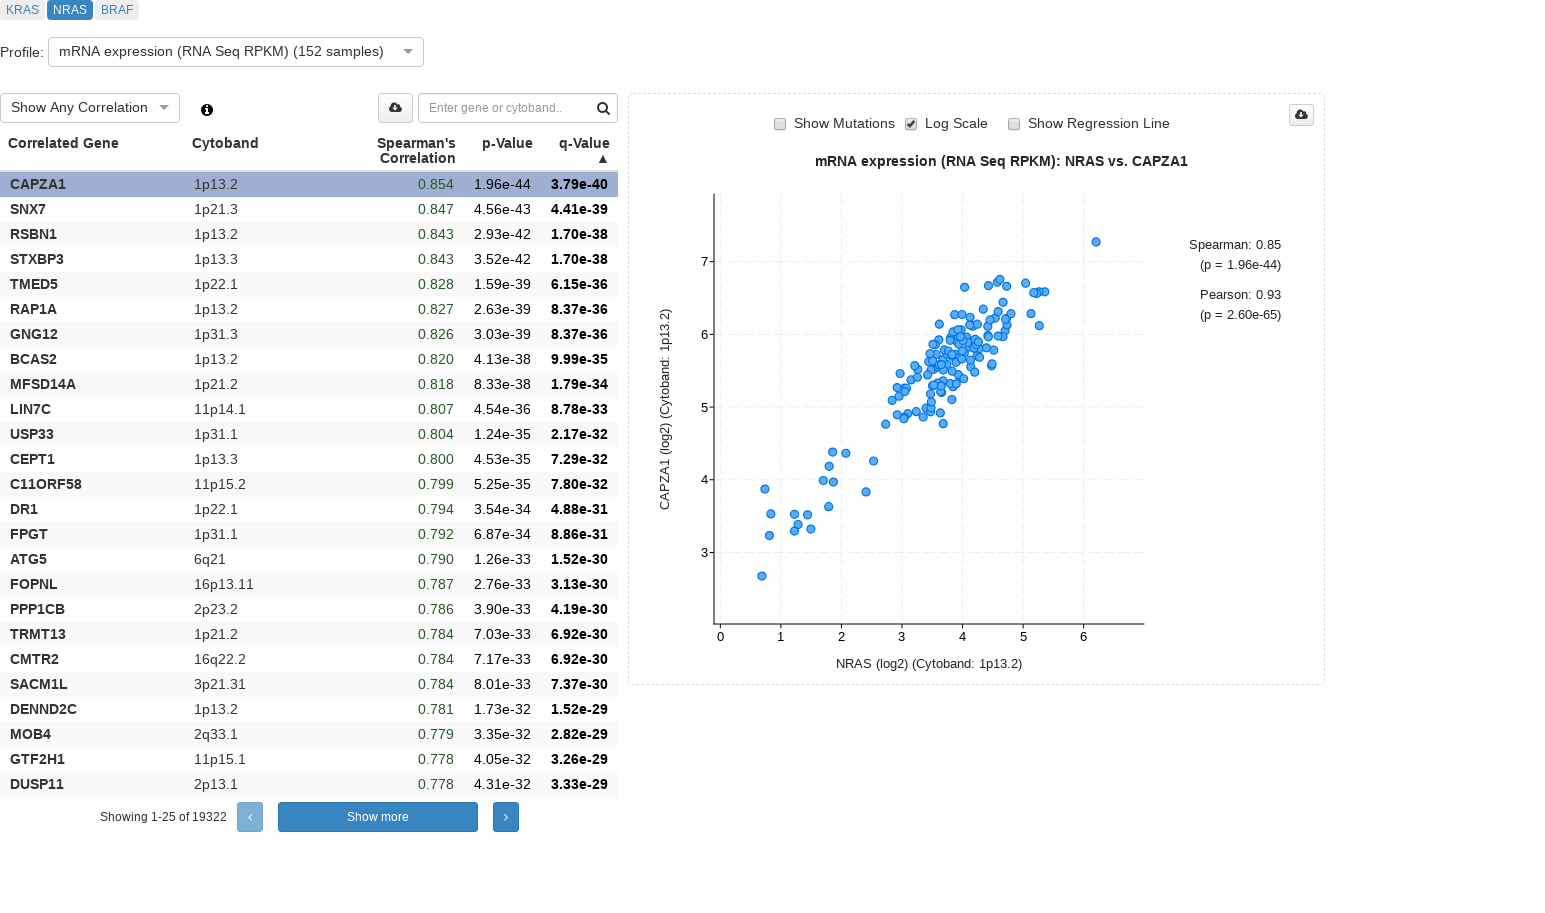 KRAS NRAS BRAF
Profile: mRNA expression (RNA Seq RPKM) (152 samples)
Show Any Correlation
Enter gene or cytoband..
Correlated Gene Cytoband Spearman's Correlation p-Value q-Value ▲
CAPZA1 1p13.2 0.854 1.96e-44 3.79e-40
SNX7 1p21.3 0.847 4.56e-43 4.41e-39
RSBN1 1p13.2 0.843 2.93e-42 1.70e-38
STXBP3 1p13.3 0.843 3.52e-42 1.70e-38
TMED5 1p22.1 0.828 1.59e-39 6.15e-36
RAP1A 1p13.2 0.827 2.63e-39 8.37e-36
GNG12 1p31.3 0.826 3.03e-39 8.37e-36
BCAS2 1p13.2 0.820 4.13e-38 9.99e-35
MFSD14A 1p21.2 0.818 8.33e-38 1.79e-34
LIN7C 11p14.1 0.807 4.54e-36 8.78e-33
USP33 1p31.1 0.804 1.24e-35 2.17e-32
CEPT1 1p13.3 0.800 4.53e-35 7.29e-32
C11ORF58 11p15.2 0.799 5.25e-35 7.80e-32
DR1 1p22.1 0.794 3.54e-34 4.88e-31
FPGT 1p31.1 0.792 6.87e-34 8.86e-31
ATG5 6q21 0.790 1.26e-33 1.52e-30
FOPNL 16p13.11 0.787 2.76e-33 3.13e-30
PPP1CB 2p23.2 0.786 3.90e-33 4.19e-30
TRMT13 1p21.2 0.784 7.03e-33 6.92e-30
CMTR2 16q22.2 0.784 7.17e-33 6.92e-30
SACM1L 3p21.31 0.784 8.01e-33 7.37e-30
DENND2C 1p13.2 0.781 1.73e-32 1.52e-29
MOB4 2q33.1 0.779 3.35e-32 2.82e-29
GTF2H1 11p15.1 0.778 4.05e-32 3.26e-29
DUSP11 2p13.1 0.778 4.31e-32 3.33e-29
Showing 1-25 of 19322 ‹ Show more ›
Show Mutations Log Scale Show Regression Line
mRNA expression (RNA Seq RPKM): NRAS vs. CAPZA1
Spearman: 0.85
(p = 1.96e-44)
Pearson: 0.93
(p = 2.60e-65)
CAPZA1 (log2) (Cytoband: 1p13.2)
7
6
5
4
3
0 1 2 3 4 5 6
NRAS (log2) (Cytoband: 1p13.2)